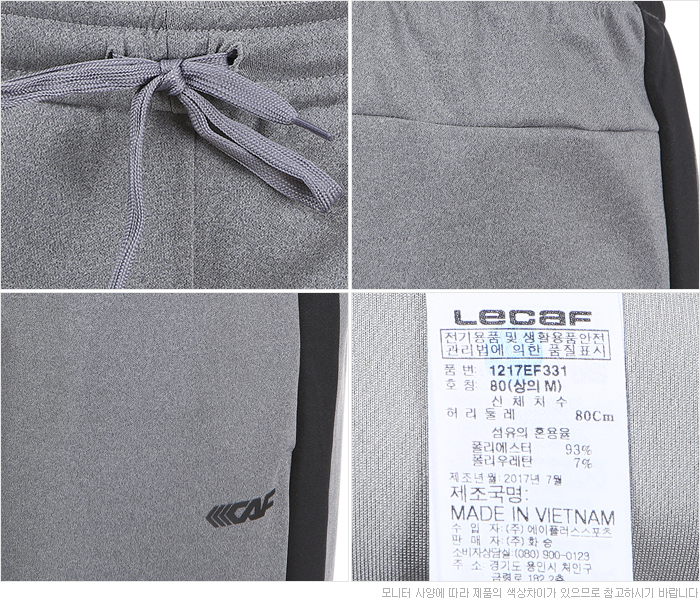 CAF
Lecaf
전기용품 및 생활용품안전
관리법에 의한 품질표시
품 번: 1217EF331
호 칭: 80(상의 M)
신 체 치 수
허 리 둘 레 80Cm
섬유의 혼용율
폴리에스터 93%
폴리우레탄 7%
제조년월: 2017년 7월
제조국명:
MADE IN VIETNAM
수 입 자: (주) 에이플러스스포츠
판 매 자: (주) 화 승
소비자상담실: (080) 900-0123
주 소: 경기도 용인시 처인구
금령로 182, 2층
모니터 사양에 따라 제품의 색상차이가 있으므로 참고하시기 바랍니다